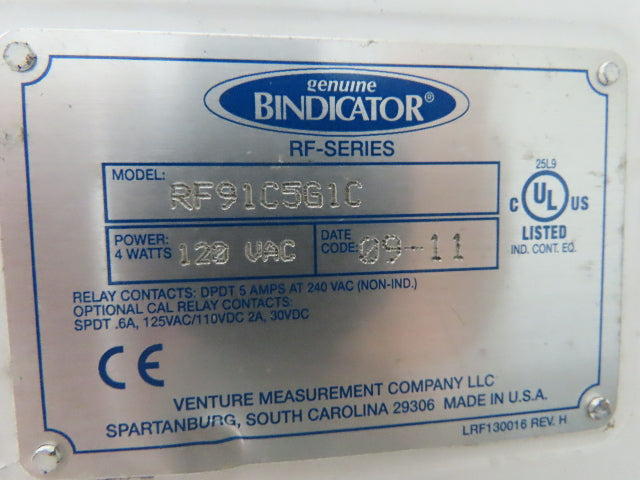 genuine
BINDICATOR®
RF-SERIES
MODEL: RF91C5G1C
25L9
C UL US
LISTED
IND. CONT. EQ.
POWER: 4 WATTS 120 VAC
DATE CODE: 09-11
RELAY CONTACTS: DPDT 5 AMPS AT 240 VAC (NON-IND.)
OPTIONAL CAL RELAY CONTACTS:
SPDT .6A, 125VAC/110VDC 2A, 30VDC
CE
VENTURE MEASUREMENT COMPANY LLC
SPARTANBURG, SOUTH CAROLINA 29306 MADE IN U.S.A.
LRF130016 REV. H